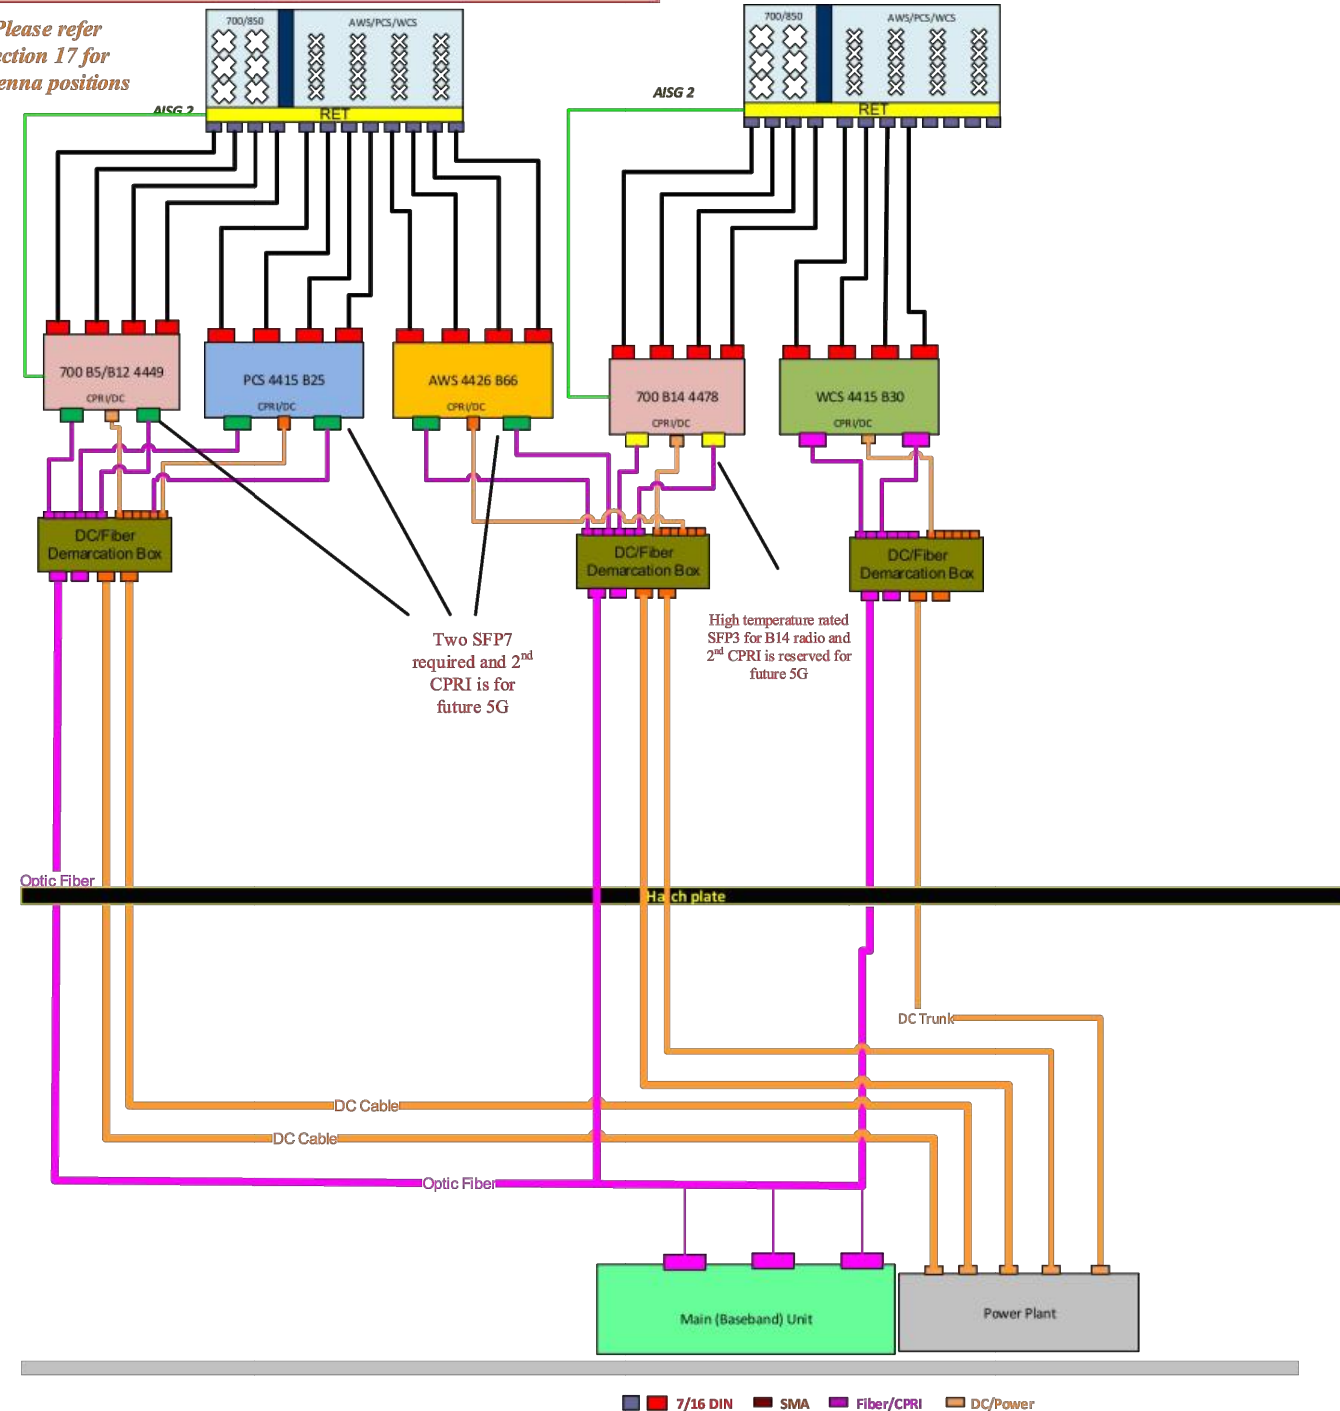 Please refer
ection 17 for
enna positions
700/850
AWS/PCS/WCS
RET
AISG 2
700/850
AWS/PCS/WCS
RET
AISG 2
700 B5/B12 4449
CPRI/DC
PCS 4415 B25
CPRI/DC
AWS 4426 B66
CPRI/DC
700 B14 4478
CPRI/DC
WCS 4415 B30
CPRI/DC
DC/Fiber
Demarcation Box
DC/Fiber
Demarcation Box
DC/Fiber
Demarcation Box
Two SFP7
required and 2nd
CPRI is for
future 5G
High temperature rated
SFP3 for B14 radio and
2nd CPRI is reserved for
future 5G
Optic Fiber
Hatch plate
DC Trunk
DC Cable
DC Cable
Optic Fiber
Main (Baseband) Unit
Power Plant
7/16 DIN
SMA
Fiber/CPRI
DC/Power